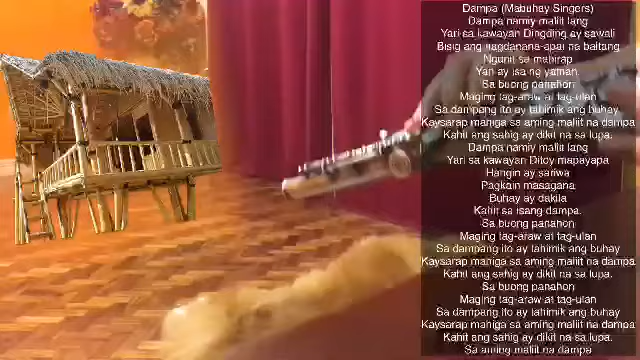 Dampa (Mabuhay Singers)
Dampa namiy maliit lang
Yari sa kawayan Dingding ay sawali
Bisig ang nagdanana-apai na baitang
Ngunit sa mahirap
Yan ay isa ng yaman.
Sa buong panahon
Maging tag-araw at tag-ulan
Sa dampang ito ay tahimik ang buhay
Kaysarap mahiga sa aming maliit na dampa
Kahit ang sahig ay dikit na sa lupa.
Dampa namiy maliit lang
Yari sa kawayan Ditoy mapayapa
Hangin ay sariwa
Pagkain masagana
Buhay ay dakila
Kahit sa isang dampa.
Sa buong panahon
Maging tag-araw at tag-ulan
Sa dampang ito ay tahimik ang buhay
Kaysarap mahiga sa aming maliit na dampa
Kahit ang sahig ay dikit na sa lupa.
Sa buong panahon
Maging tag-araw at tag-ulan
Sa dampang ito ay tahimik ang buhay
Kaysarap mahiga sa aming maliit na dampa
Kahit ang sahig ay dikit na sa lupa.
Sa aming maliit na dampa